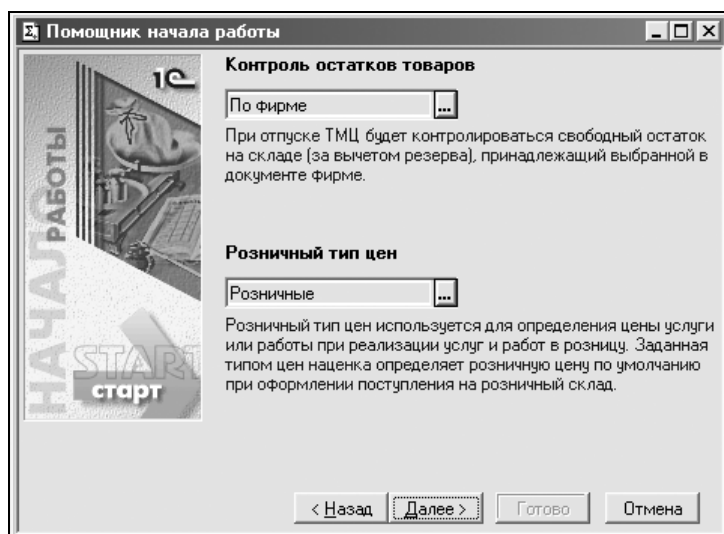 Помощник начала работы
1С
НАЧАЛО
РАБОТЫ
START
старт
Контроль остатков товаров
По фирме
...
При отпуске ТМЦ будет контролироваться свободный остаток
на складе (за вычетом резерва), принадлежащий выбранной в
документе фирме.
Розничный тип цен
Розничные
...
Розничный тип цен используется для определения цены услуги
или работы при реализации услуг и работ в розницу. Заданная
типом цен наценка определяет розничную цену по умолчанию
при оформлении поступления на розничный склад.
< Назад
Далее >
Готово
Отмена